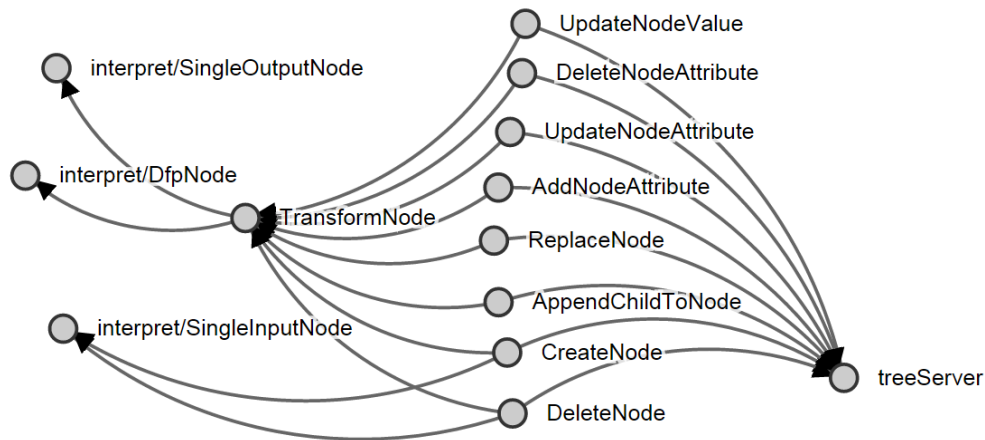 UpdateNodeValue
interpret/SingleOutputNode
DeleteNodeAttribute
UpdateNodeAttribute
interpret/DfpNode
AddNodeAttribute
TransformNode
ReplaceNode
AppendChildToNode
interpret/SingleInputNode
CreateNode
treeServer
DeleteNode